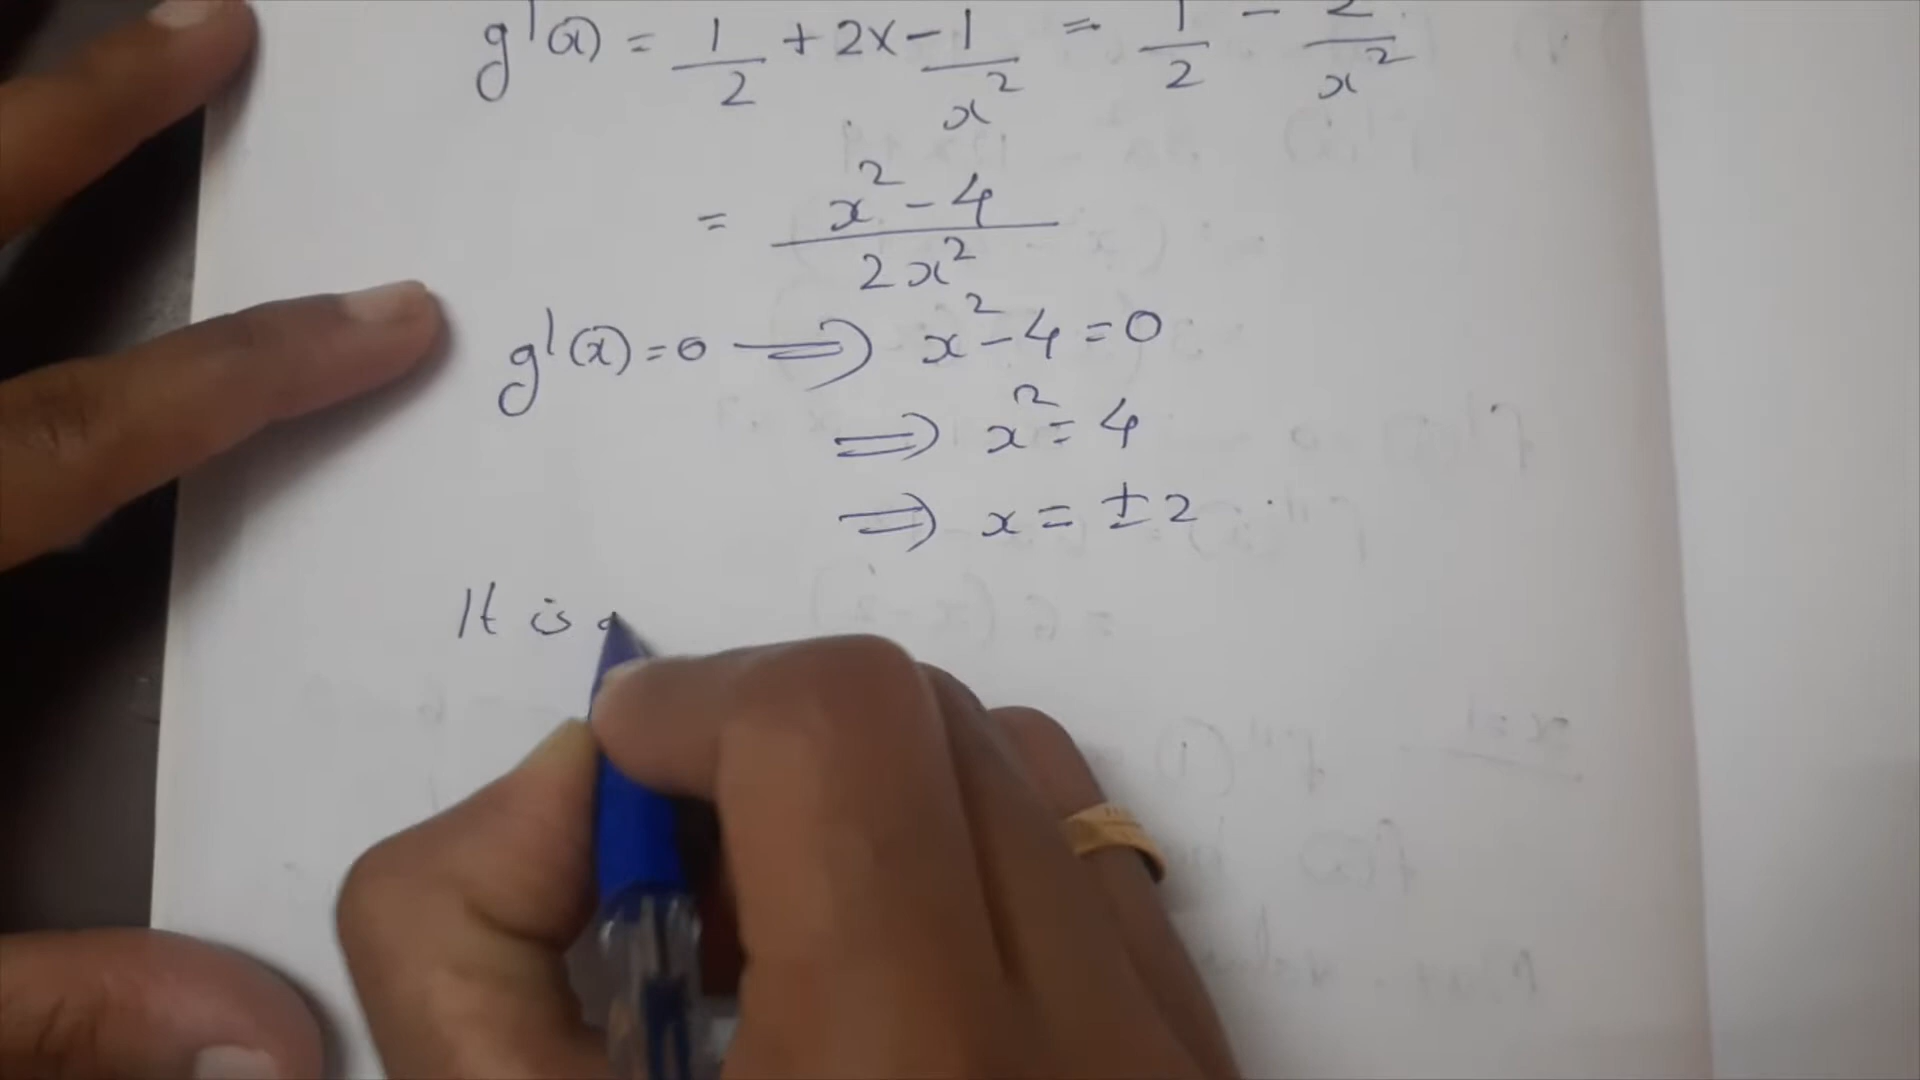 g'(x) = 1/2 + 2x - 1/x² = 1/2 - 2/x²
= x² - 4 / 2x²
g'(x) = 0 ⟹ x² - 4 = 0
⟹ x² = 4
⟹ x = ± 2
It is